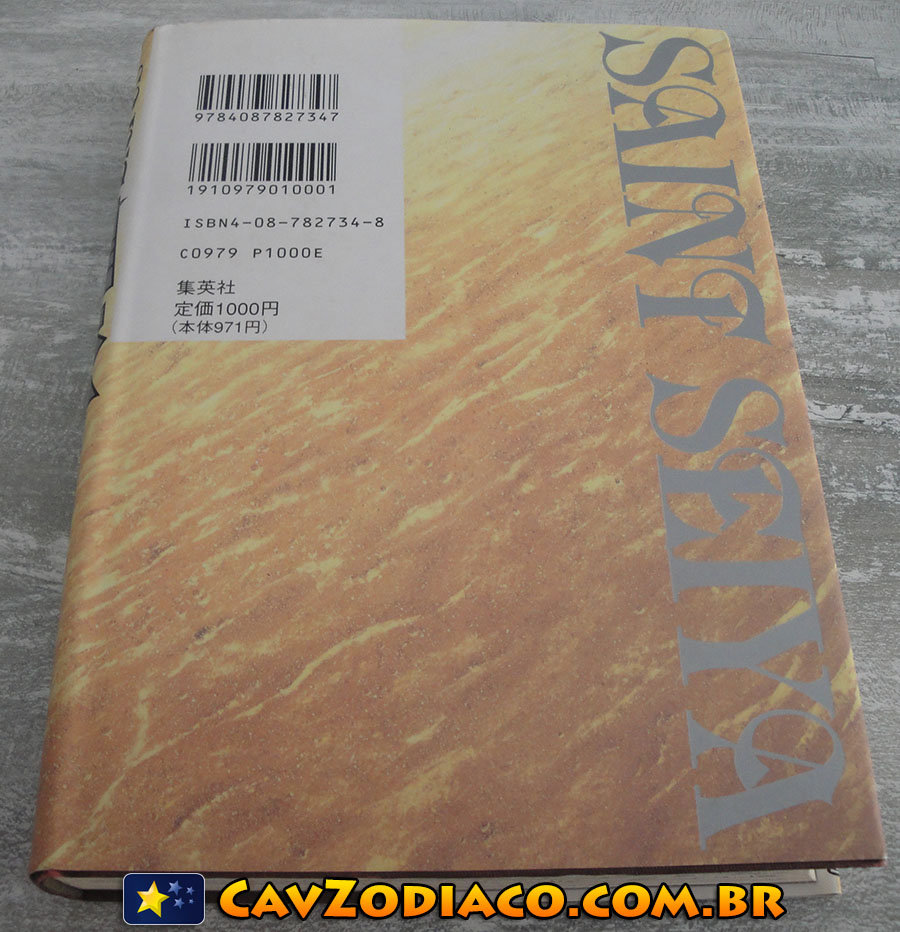 9784087827347
1910979010001
ISBN4-08-782734-8
C0979 P1000E
集英社
定価1000円
(本体971円)
SAINT SEIYA
CAVZODIACO.COM.BR